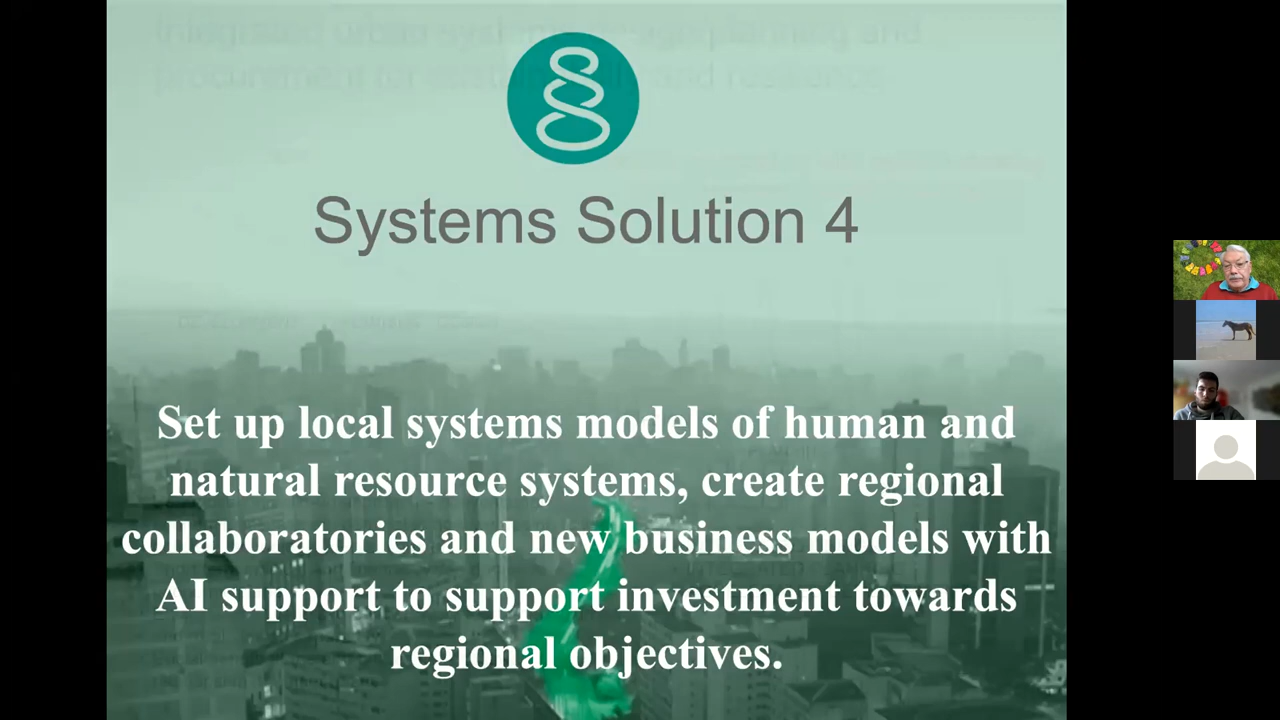 Systems Solution 4
Set up local systems models of human and
natural resource systems, create regional
collaboratories and new business models with
AI support to support investment towards
regional objectives.